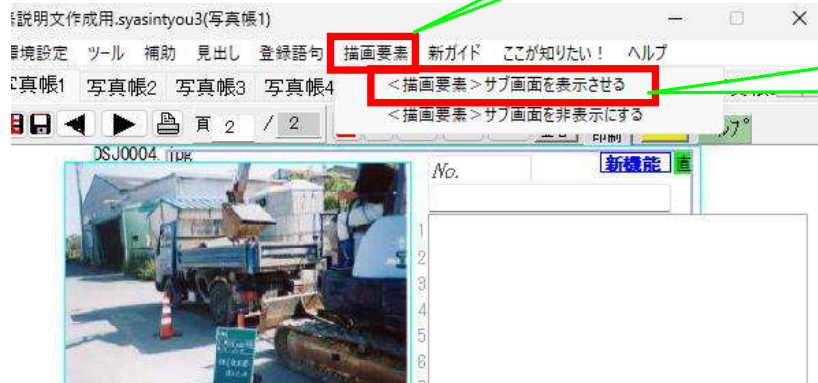 説明文作成用.syasintyou3(写真帳1)
環境設定 ツール 補助 見出し 登録語句 描画要素 新ガイド ここが知りたい！ ヘルプ
写真帳1 写真帳2 写真帳3 写真帳4
<描画要素>サブ画面を表示させる
<描画要素>サブ画面を非表示にする
頁 2 / 2 印刷
DSJ0004.jpg
No.
新機能 直
1
2
3
4
5
6